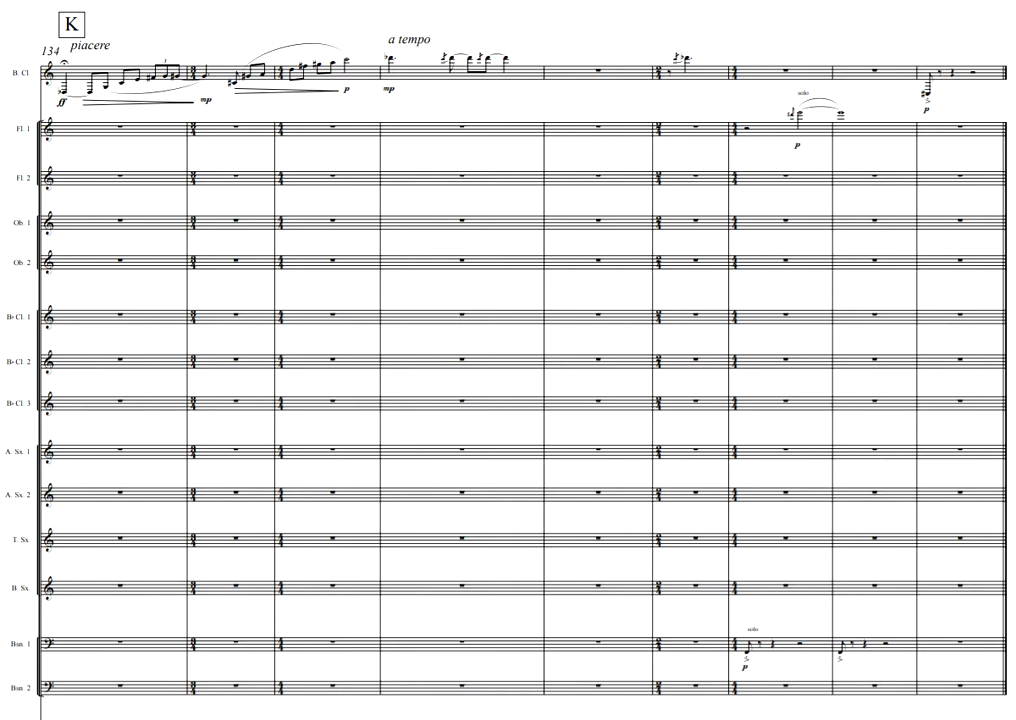 K
134 piacere
a tempo
B. Cl.
ff mp p mp p
solo
Fl. 1
p
Fl. 2
Ob. 1
Ob. 2
B♭ Cl. 1
B♭ Cl. 2
B♭ Cl. 3
A. Sx. 1
A. Sx. 2
T. Sx.
B. Sx.
solo
Bsn. 1
p
Bsn. 2